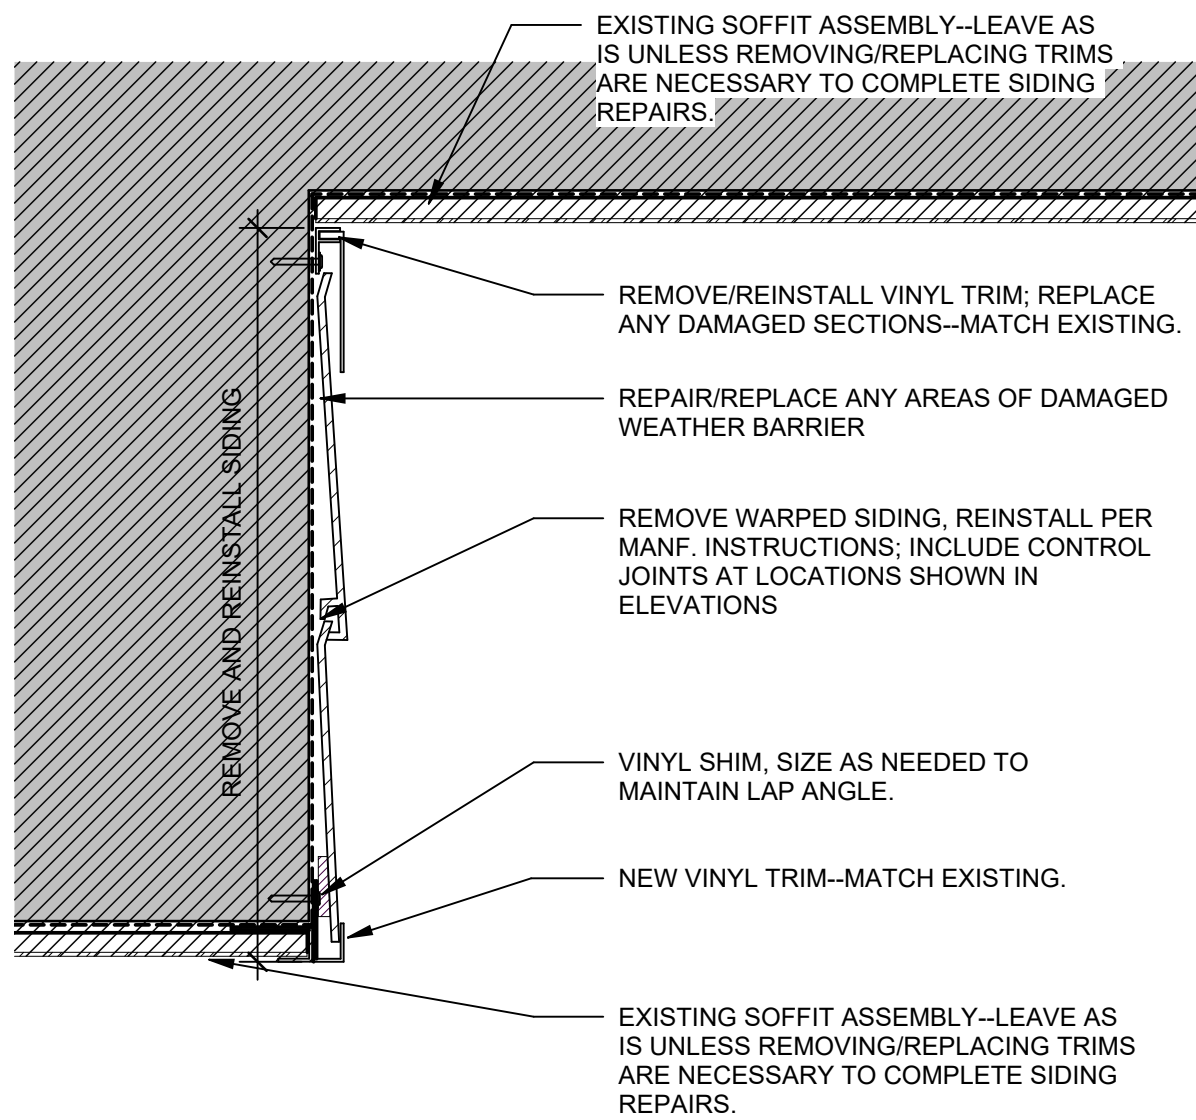 EXISTING SOFFIT ASSEMBLY--LEAVE AS
IS UNLESS REMOVING/REPLACING TRIMS
ARE NECESSARY TO COMPLETE SIDING
REPAIRS.
REMOVE/REINSTALL VINYL TRIM; REPLACE
ANY DAMAGED SECTIONS--MATCH EXISTING.
REPAIR/REPLACE ANY AREAS OF DAMAGED
WEATHER BARRIER
REMOVE AND REINSTALL SIDING
REMOVE WARPED SIDING, REINSTALL PER
MANF. INSTRUCTIONS; INCLUDE CONTROL
JOINTS AT LOCATIONS SHOWN IN
ELEVATIONS
VINYL SHIM, SIZE AS NEEDED TO
MAINTAIN LAP ANGLE.
NEW VINYL TRIM--MATCH EXISTING.
EXISTING SOFFIT ASSEMBLY--LEAVE AS
IS UNLESS REMOVING/REPLACING TRIMS
ARE NECESSARY TO COMPLETE SIDING
REPAIRS.